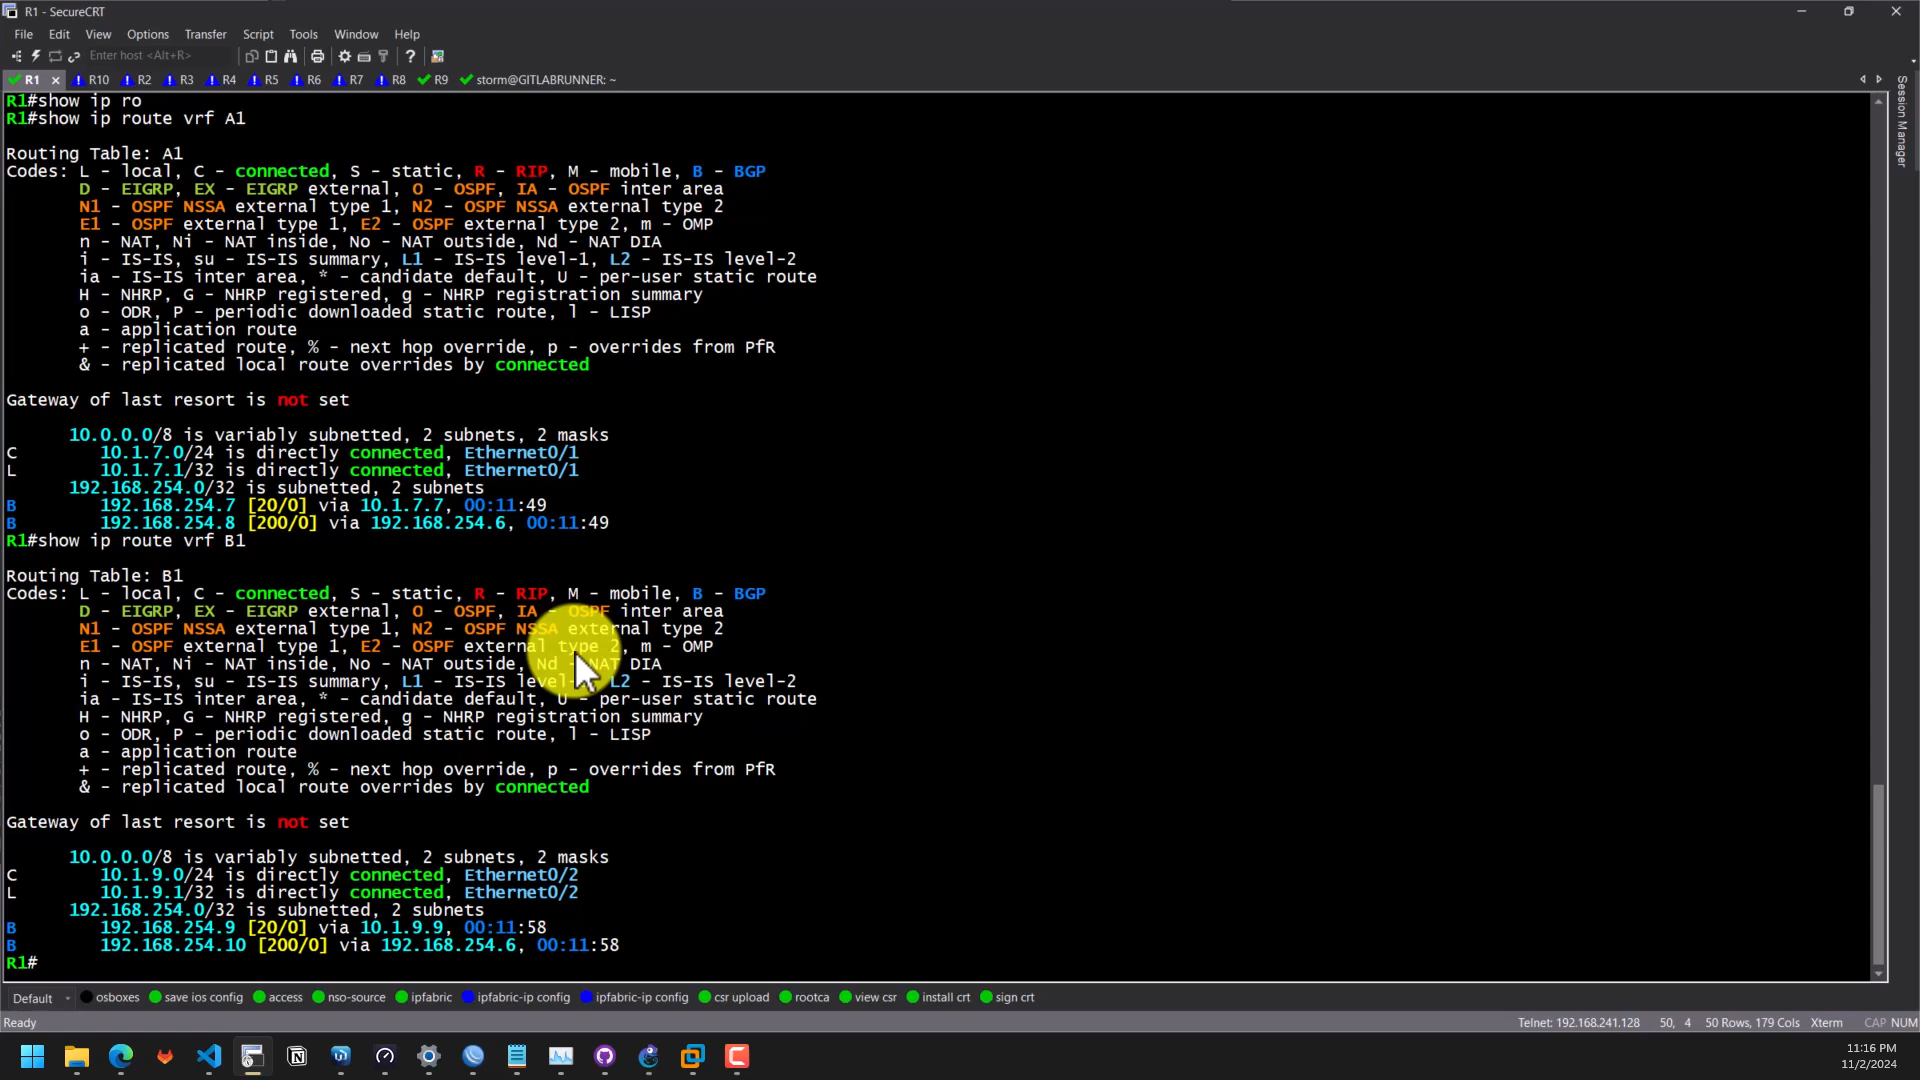 R1 - SecureCRT
File Edit View Options Transfer Script Tools Window Help
Enter host <Alt+R>
R1 R10 R2 R3 R4 R5 R6 R7 R8 R9 storm@GITLABRUNNER: ~
Session Manager
R1#show ip ro
R1#show ip route vrf A1
Routing Table: A1
Codes: L - local, C - connected, S - static, R - RIP, M - mobile, B - BGP
D - EIGRP, EX - EIGRP external, O - OSPF, IA - OSPF inter area
N1 - OSPF NSSA external type 1, N2 - OSPF NSSA external type 2
E1 - OSPF external type 1, E2 - OSPF external type 2, m - OMP
n - NAT, Ni - NAT inside, No - NAT outside, Nd - NAT DIA
i - IS-IS, su - IS-IS summary, L1 - IS-IS level-1, L2 - IS-IS level-2
ia - IS-IS inter area, * - candidate default, U - per-user static route
H - NHRP, G - NHRP registered, g - NHRP registration summary
o - ODR, P - periodic downloaded static route, l - LISP
a - application route
+ - replicated route, % - next hop override, p - overrides from PfR
& - replicated local route overrides by connected
Gateway of last resort is not set
10.0.0.0/8 is variably subnetted, 2 subnets, 2 masks
C 10.1.7.0/24 is directly connected, Ethernet0/1
L 10.1.7.1/32 is directly connected, Ethernet0/1
192.168.254.0/32 is subnetted, 2 subnets
B 192.168.254.7 [20/0] via 10.1.7.7, 00:11:49
B 192.168.254.8 [200/0] via 192.168.254.6, 00:11:49
R1#show ip route vrf B1
Routing Table: B1
Codes: L - local, C - connected, S - static, R - RIP, M - mobile, B - BGP
D - EIGRP, EX - EIGRP external, O - OSPF, IA - OSPF inter area
N1 - OSPF NSSA external type 1, N2 - OSPF NSSA external type 2
E1 - OSPF external type 1, E2 - OSPF external type 2, m - OMP
n - NAT, Ni - NAT inside, No - NAT outside, Nd - NAT DIA
i - IS-IS, su - IS-IS summary, L1 - IS-IS level- L2 - IS-IS level-2
ia - IS-IS inter area, * - candidate default, U - per-user static route
H - NHRP, G - NHRP registered, g - NHRP registration summary
o - ODR, P - periodic downloaded static route, l - LISP
a - application route
+ - replicated route, % - next hop override, p - overrides from PfR
& - replicated local route overrides by connected
Gateway of last resort is not set
10.0.0.0/8 is variably subnetted, 2 subnets, 2 masks
C 10.1.9.0/24 is directly connected, Ethernet0/2
L 10.1.9.1/32 is directly connected, Ethernet0/2
192.168.254.0/32 is subnetted, 2 subnets
B 192.168.254.9 [20/0] via 10.1.9.9, 00:11:58
B 192.168.254.10 [200/0] via 192.168.254.6, 00:11:58
R1#
Default osboxes save ios config access nso-source ipfabric ipfabric-ip config ipfabric-ip config csr upload rootca view csr install crt sign crt
Ready Telnet: 192.168.241.128 50, 4 50 Rows, 179 Cols Xterm CAP NUM
11:16 PM
11/2/2024